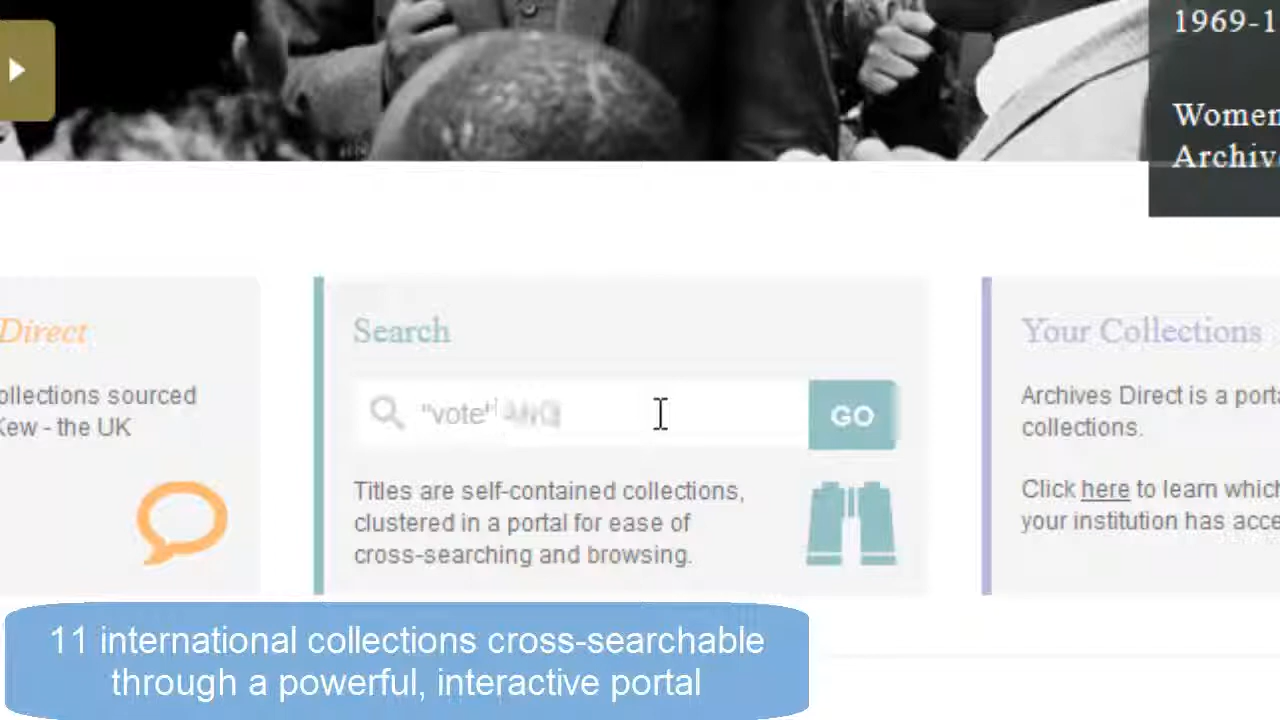 1969-1
Women
Archiv
Direct
ollections sourced
Kew - the UK
Search
"vote"
GO
Titles are self-contained collections,
clustered in a portal for ease of
cross-searching and browsing.
Your Collections
Archives Direct is a porta
collections.
Click here to learn which
your institution has acce
11 international collections cross-searchable
through a powerful, interactive portal